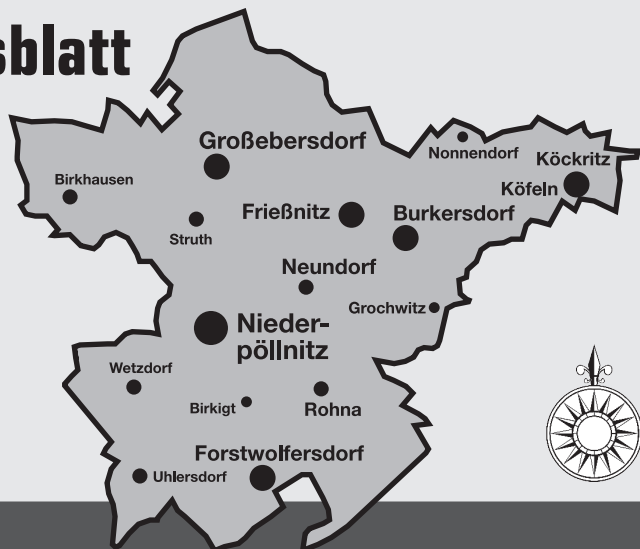 sblatt
Großebersdorf
Nonnendorf
Köckritz
Birkhausen
Köfeln
Frießnitz
Burkersdorf
Struth
Neundorf
Grochwitz
Nieder-
pöllnitz
Wetzdorf
Birkigt
Rohna
Forstwolfersdorf
Uhlersdorf